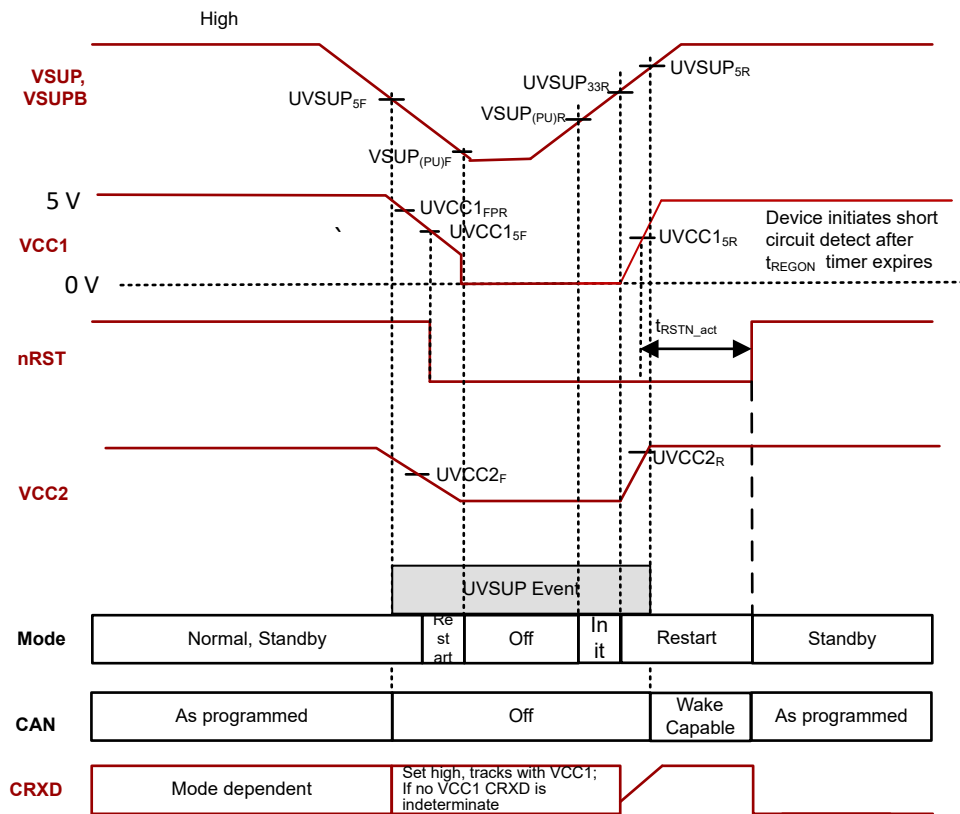 High
VSUP,
VSUPB
UVSUP5F
VSUP(PU)F
VSUP(PU)R
UVSUP33R
UVSUP5R
5 V
VCC1
0 V
UVCC1FPR
UVCC15F
`
UVCC15R
Device initiates short
circuit detect after
tREGON timer expires
nRST
tRSTN_act
VCC2
UVCC2F
UVCC2R
UVSUP Event
Mode
Normal, Standby
Re
st
art
Off
In
it
Restart
Standby
CAN
As programmed
Off
Wake
Capable
As programmed
CRXD
Mode dependent
Set high, tracks with VCC1;
If no VCC1 CRXD is
indeterminate